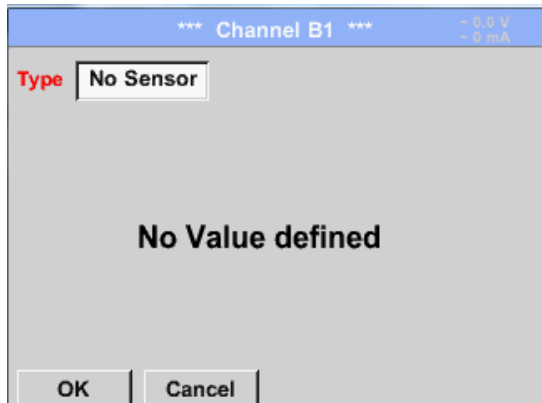 *** Channel B1 ***
~ 0.0 V
~ 0 mA
Type No Sensor
No Value defined
OK Cancel